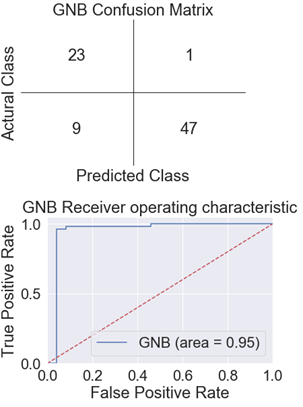 GNB Confusion Matrix
Actural Class
23 1
9 47
Predicted Class
GNB Receiver operating characteristic
True Positive Rate
1.0
0.5
0.0
GNB (area = 0.95)
0.0 0.2 0.4 0.6 0.8 1.0
False Positive Rate